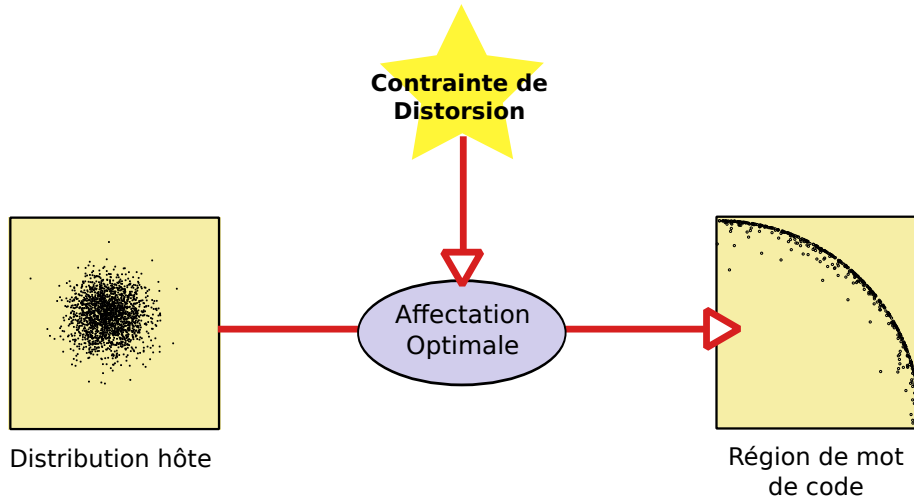 Contrainte de
Distorsion
Affectation
Optimale
Distribution hôte
Région de mot
de code